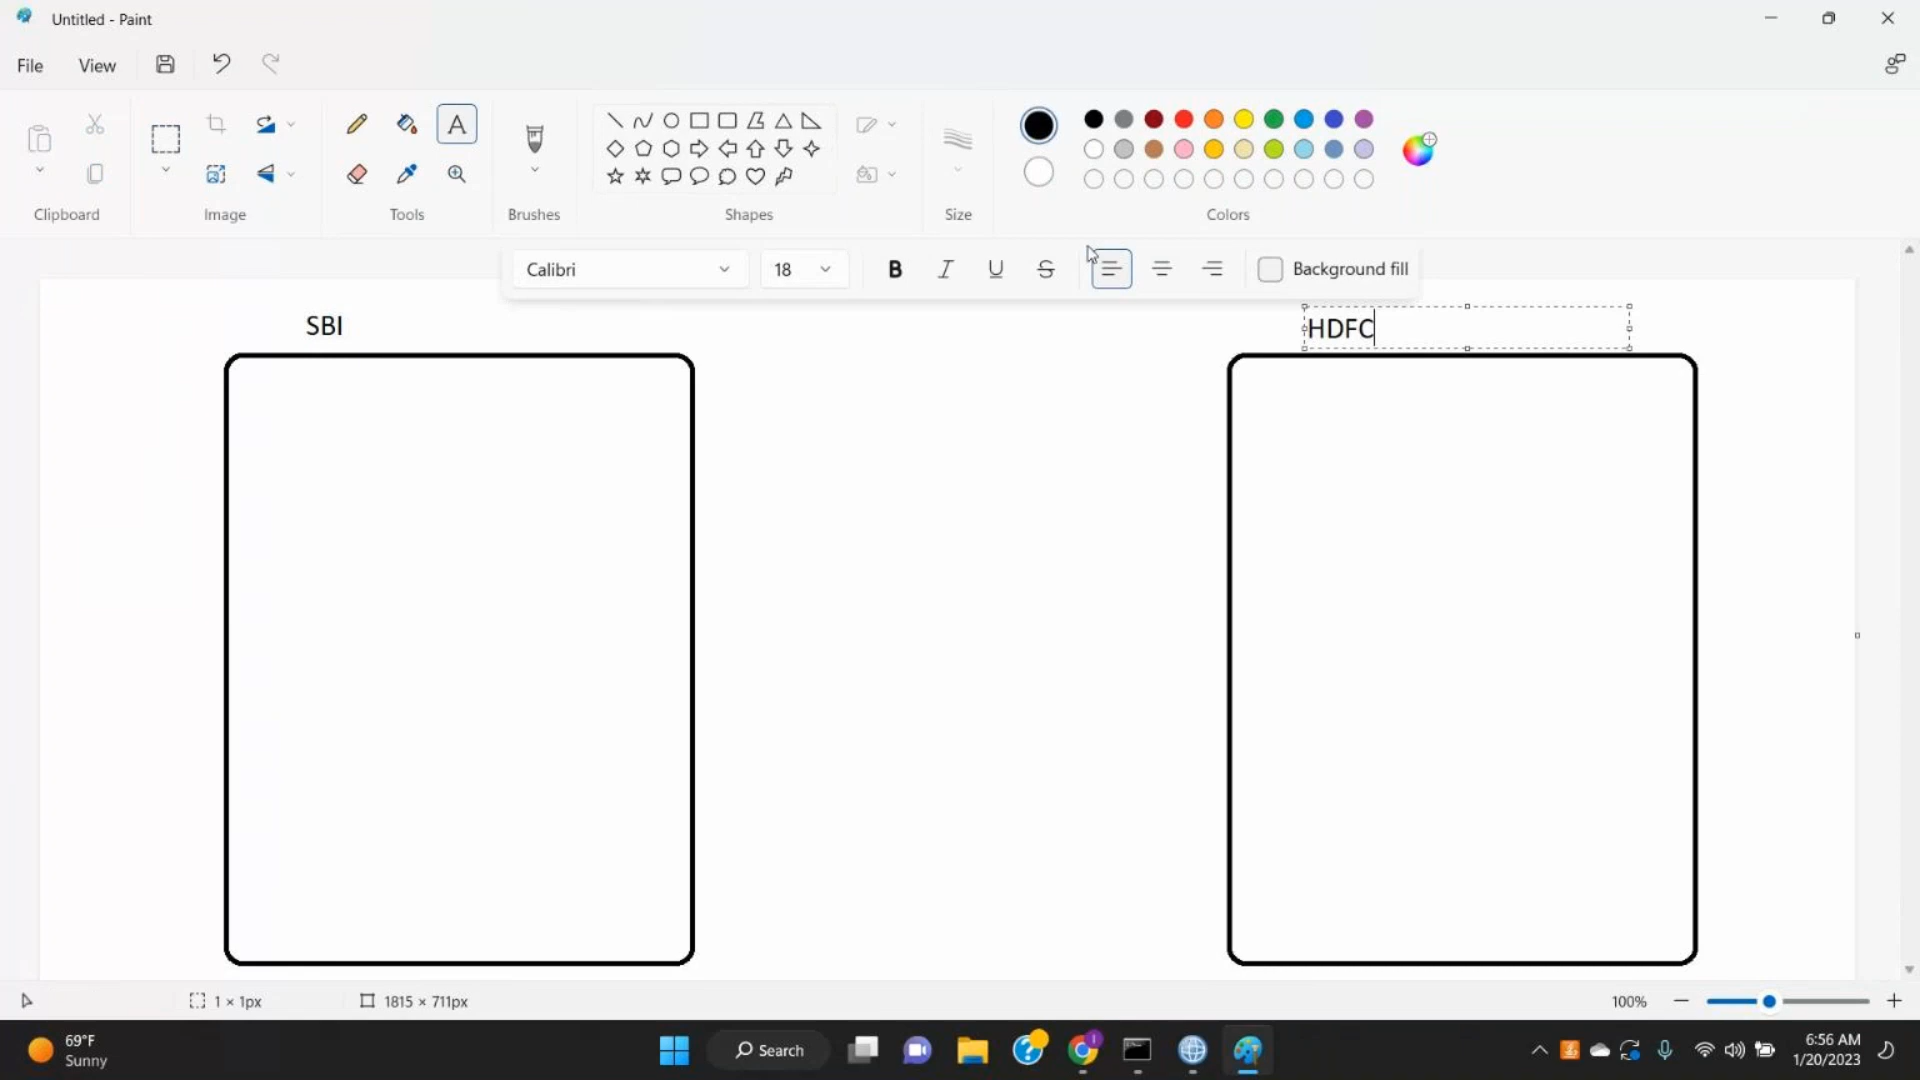 Untitled - Paint
File
View
Clipboard
Image
Tools
Brushes
Shapes
Size
Colors
Calibri
18
B
I
U
S
Background fill
SBI
HDFC
1 × 1px
1815 × 711px
100%
69°F
Sunny
Search
6:56 AM
1/20/2023